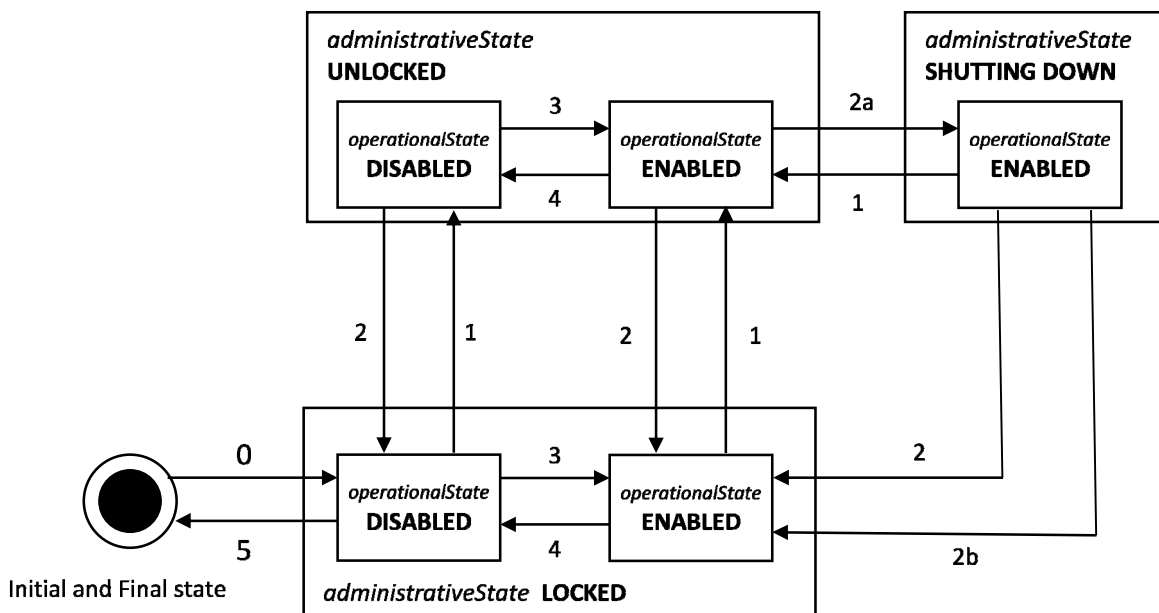 administrativeState
UNLOCKED
administrativeState
SHUTTING DOWN
3
2a
operationalState
DISABLED
operationalState
ENABLED
operationalState
ENABLED
4
1
2
1
2
1
0
3
2
operationalState
DISABLED
operationalState
ENABLED
5
4
2b
Initial and Final state
administrativeState LOCKED